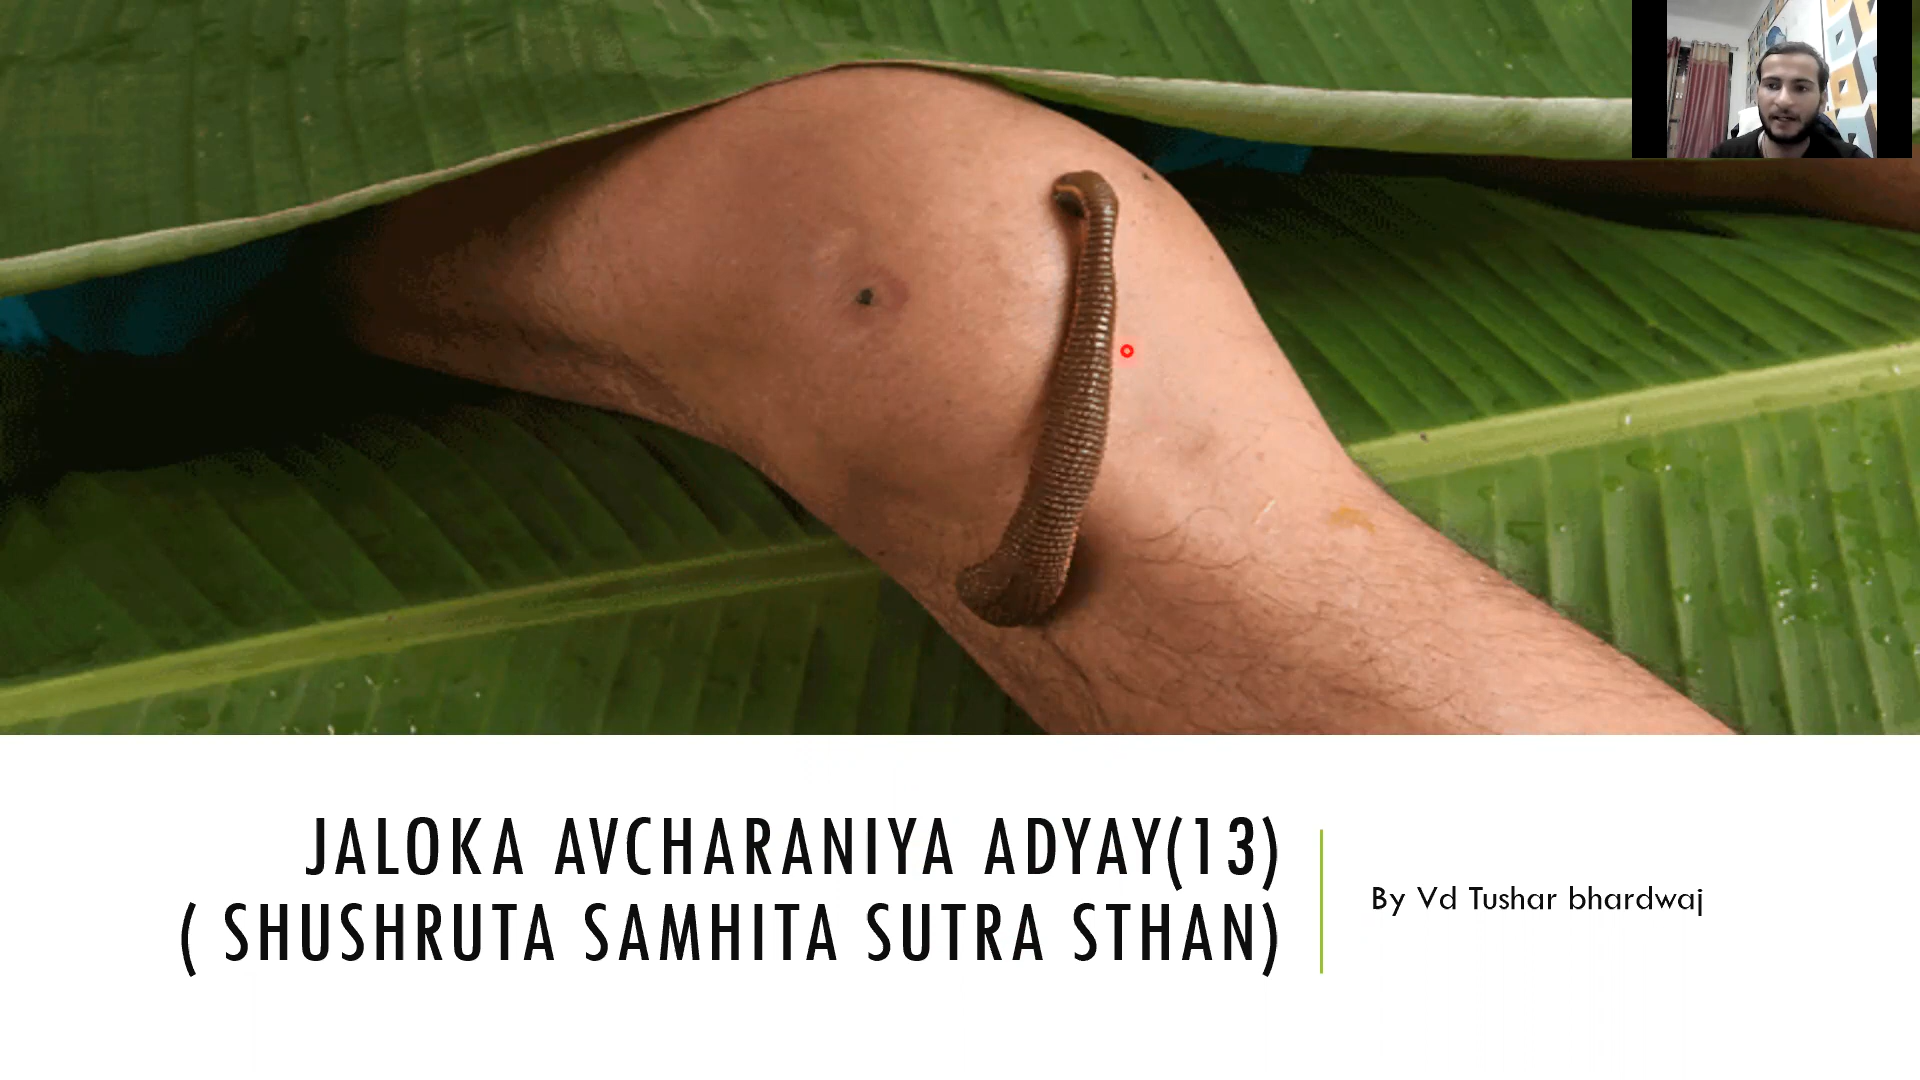 JALOKA AVCHARANIYA ADYAY(13)
( SHUSHRUTA SAMHITA SUTRA STHAN)
By Vd Tushar bhardwaj